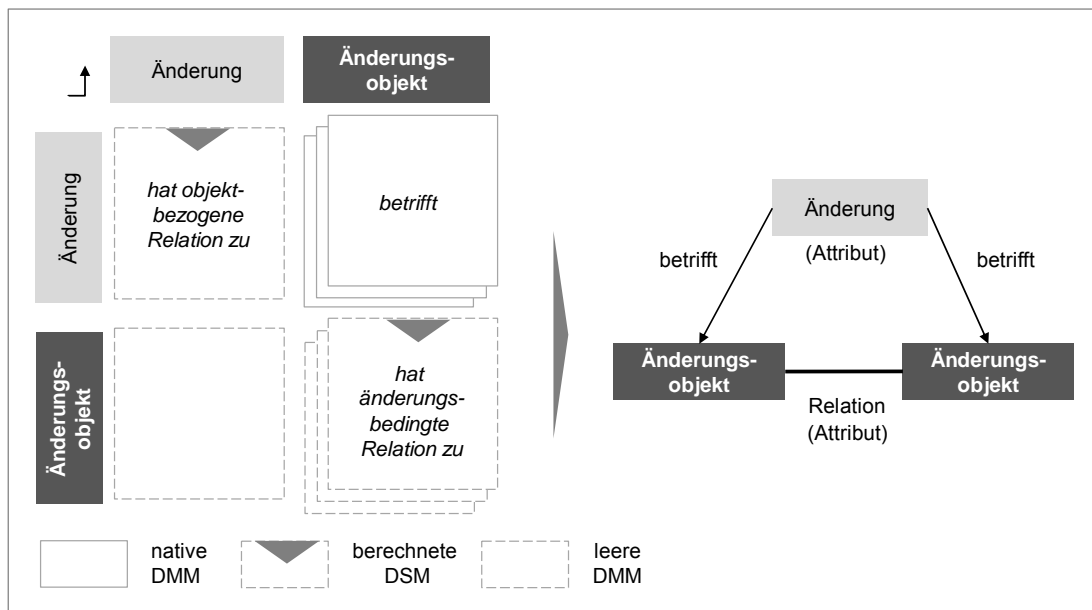 Änderung
Änderungs-
objekt
Änderung
hat objekt-
bezogene
Relation zu
betrifft
Änderungs-
objekt
hat
änderungs-
bedingte
Relation zu
Änderung
(Attribut)
betrifft
betrifft
Änderungs-
objekt
Änderungs-
objekt
Relation
(Attribut)
native
DMM
berechnete
DSM
leere
DMM